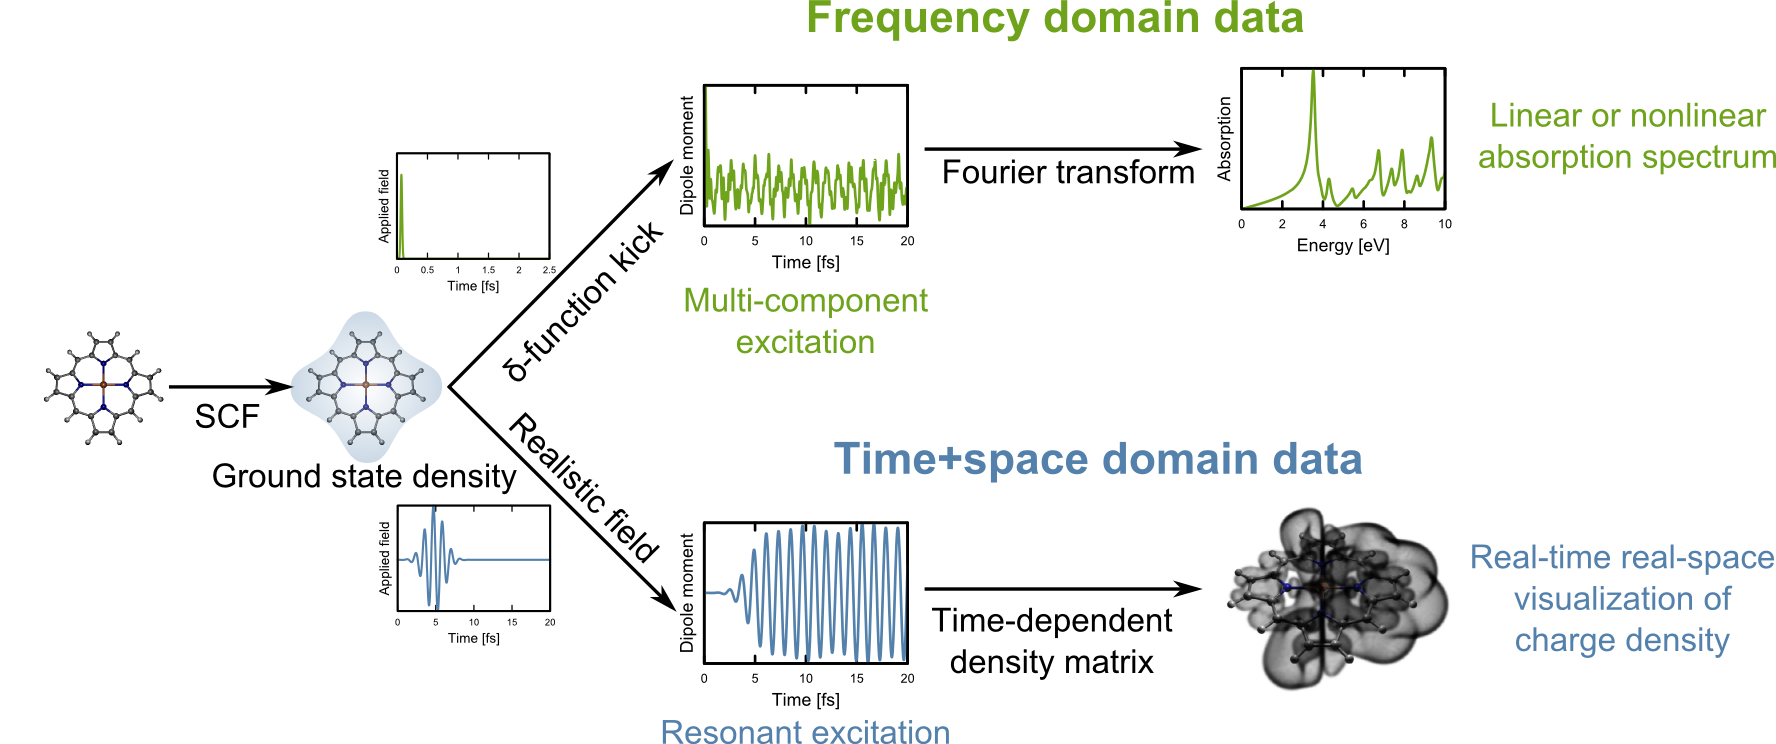 Frequency domain data
Applied field
0 0.5 1 1.5 2 2.5
Time [fs]
δ-function kick
Dipole moment
0 5 10 15 20
Time [fs]
Multi-component
excitation
Fourier transform
Absorption
0 2 4 6 8 10
Energy [eV]
Linear or nonlinear
absorption spectrum
SCF
Ground state density
Time+space domain data
Applied field
0 5 10 15 20
Time [fs]
Realistic field
Dipole moment
0 5 10 15 20
Time [fs]
Resonant excitation
Time-dependent
density matrix
Real-time real-space
visualization of
charge density